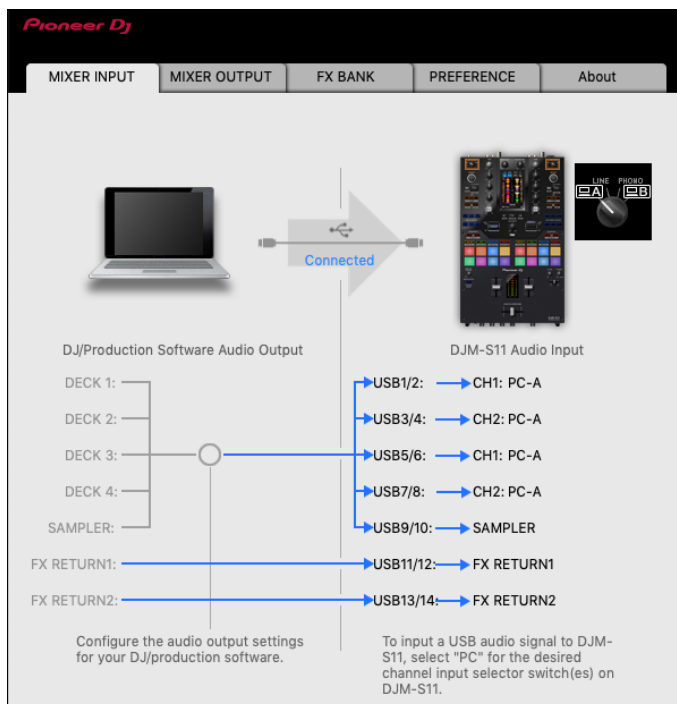 Pioneer Dj
MIXER INPUT
MIXER OUTPUT
FX BANK
PREFERENCE
About
LINE PHONO
A B
Connected
DJ/Production Software Audio Output
DJM-S11 Audio Input
DECK 1:
USB1/2:
CH1: PC-A
DECK 2:
USB3/4:
CH2: PC-A
DECK 3:
USB5/6:
CH1: PC-A
DECK 4:
USB7/8:
CH2: PC-A
SAMPLER:
USB9/10:
SAMPLER
FX RETURN1:
USB11/12:
FX RETURN1
FX RETURN2:
USB13/14:
FX RETURN2
Configure the audio output settings
for your DJ/production software.
To input a USB audio signal to DJM-
S11, select "PC" for the desired
channel input selector switch(es) on
DJM-S11.